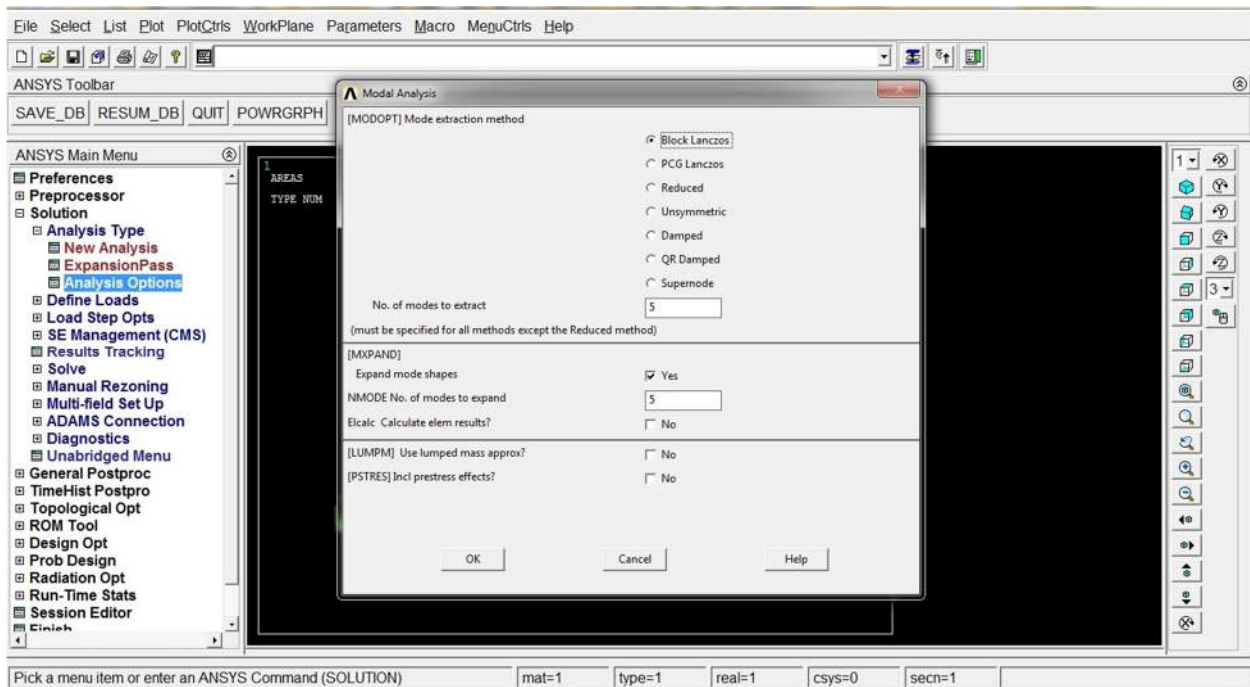 File Select List Plot PlotCtrls WorkPlane Parameters Macro MenuCtrls Help
ANSYS Toolbar
SAVE_DB RESUM_DB QUIT POWRGRPH
ANSYS Main Menu
Preferences
Preprocessor
Solution
Analysis Type
New Analysis
ExpansionPass
Analysis Options
Define Loads
Load Step Opts
SE Management (CMS)
Results Tracking
Solve
Manual Rezoning
Multi-field Set Up
ADAMS Connection
Diagnostics
Unabridged Menu
General Postproc
TimeHist Postpro
Topological Opt
ROM Tool
Design Opt
Prob Design
Radiation Opt
Run-Time Stats
Session Editor
Finish
1
AREAS
TYPE NUM
Modal Analysis
[MODOPT] Mode extraction method
Block Lanczos
PCG Lanczos
Reduced
Unsymmetric
Damped
QR Damped
Supernode
No. of modes to extract 5
(must be specified for all methods except the Reduced method)
[MXPAND]
Expand mode shapes Yes
NMODE No. of modes to expand 5
Elcalc Calculate elem results? No
[LUMPM] Use lumped mass approx? No
[PSTRES] Incl prestress effects? No
OK Cancel Help
1
3
Pick a menu item or enter an ANSYS Command (SOLUTION) mat=1 type=1 real=1 csys=0 secn=1